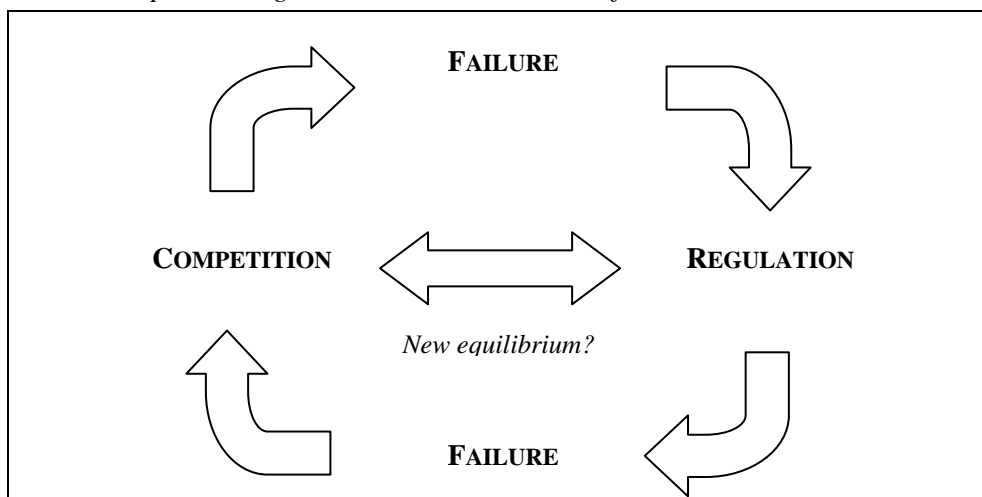 FAILURE
COMPETITION
REGULATION
New equilibrium?
FAILURE